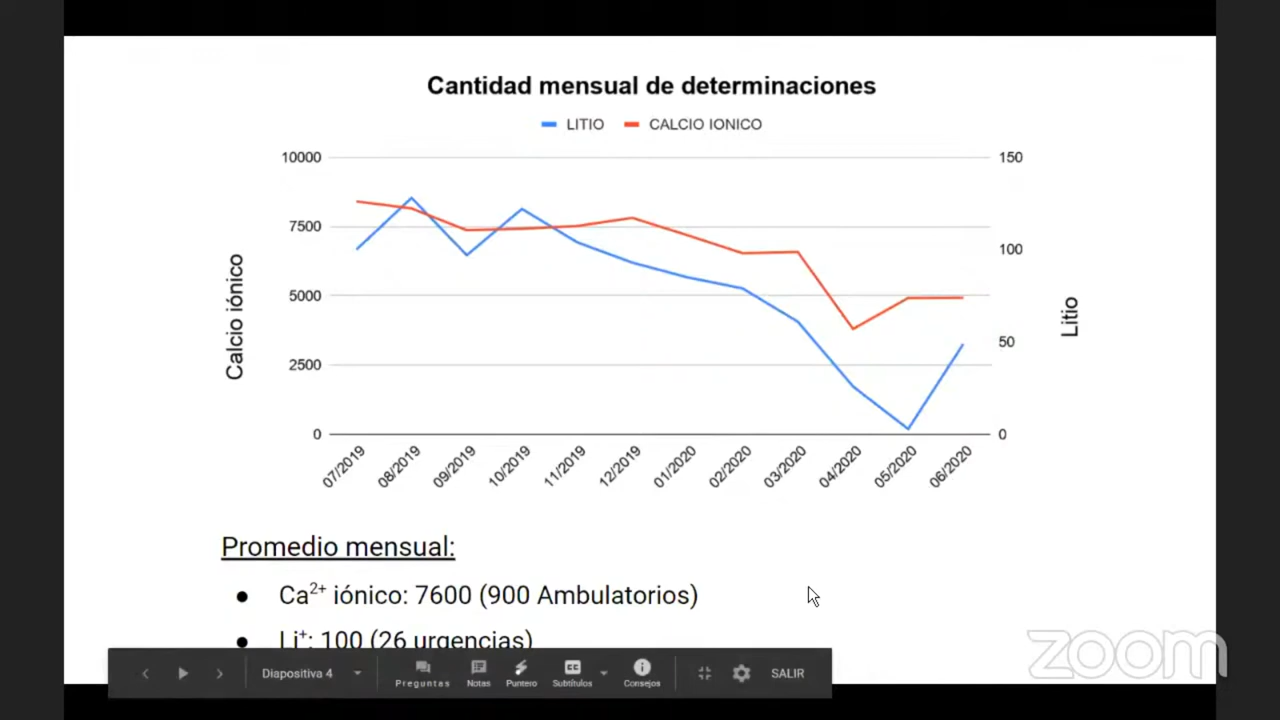 Cantidad mensual de determinaciones
LITIO CALCIO IONICO
10000 150
7500
100
5000
50
2500
0 0
Calcio iónico
Litio
07/2019 08/2019 09/2019 10/2019 11/2019 12/2019 01/2020 02/2020 03/2020 04/2020 05/2020 06/2020
Promedio mensual:
● Ca²⁺ iónico: 7600 (900 Ambulatorios)
● Li⁺: 100 (26 urgencias)
Diapositiva 4 Preguntas Notas Puntero Subtítulos Consejos SALIR
CC
zoom